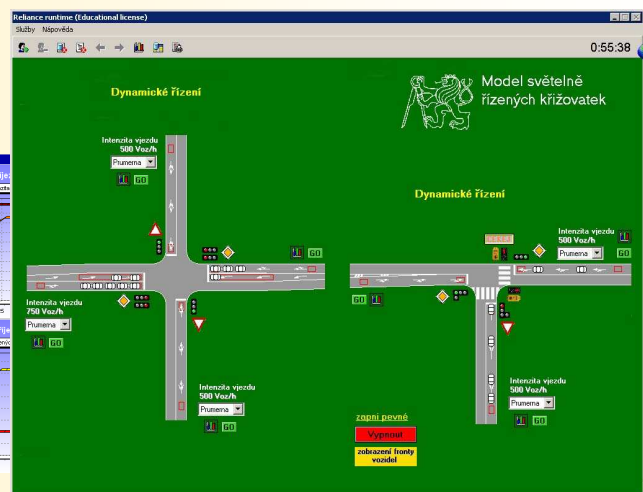 Reliance runtime (Educational license)
Služby Nápověda
0:55:38
Dynamické řízení
Model světelně
řízených křižovatek
Intenzita vjezdu
500 Voz/h
Prumerna
GO
Dynamické řízení
Intenzita vjezdu
500 Voz/h
Prumerna
GO
GO
Intenzita vjezdu
750 Voz/h
Prumerna
GO
GO
Intenzita vjezdu
500 Voz/h
Prumerna
GO
Intenzita vjezdu
500 Voz/h
Prumerna
GO
zapni pevné
Vypnout
zobrazení fronty
vozidel